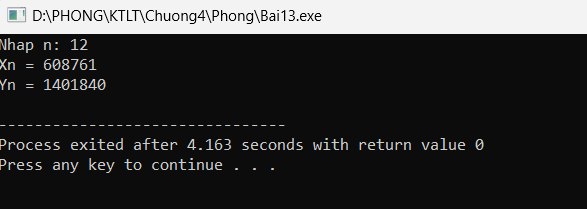 D:\PHONG\KTLT\Chuong4\Phong\Bai13.exe
Nhap n: 12
Xn = 608761
Yn = 1401840
--------------------------------
Process exited after 4.163 seconds with return value 0
Press any key to continue . . .